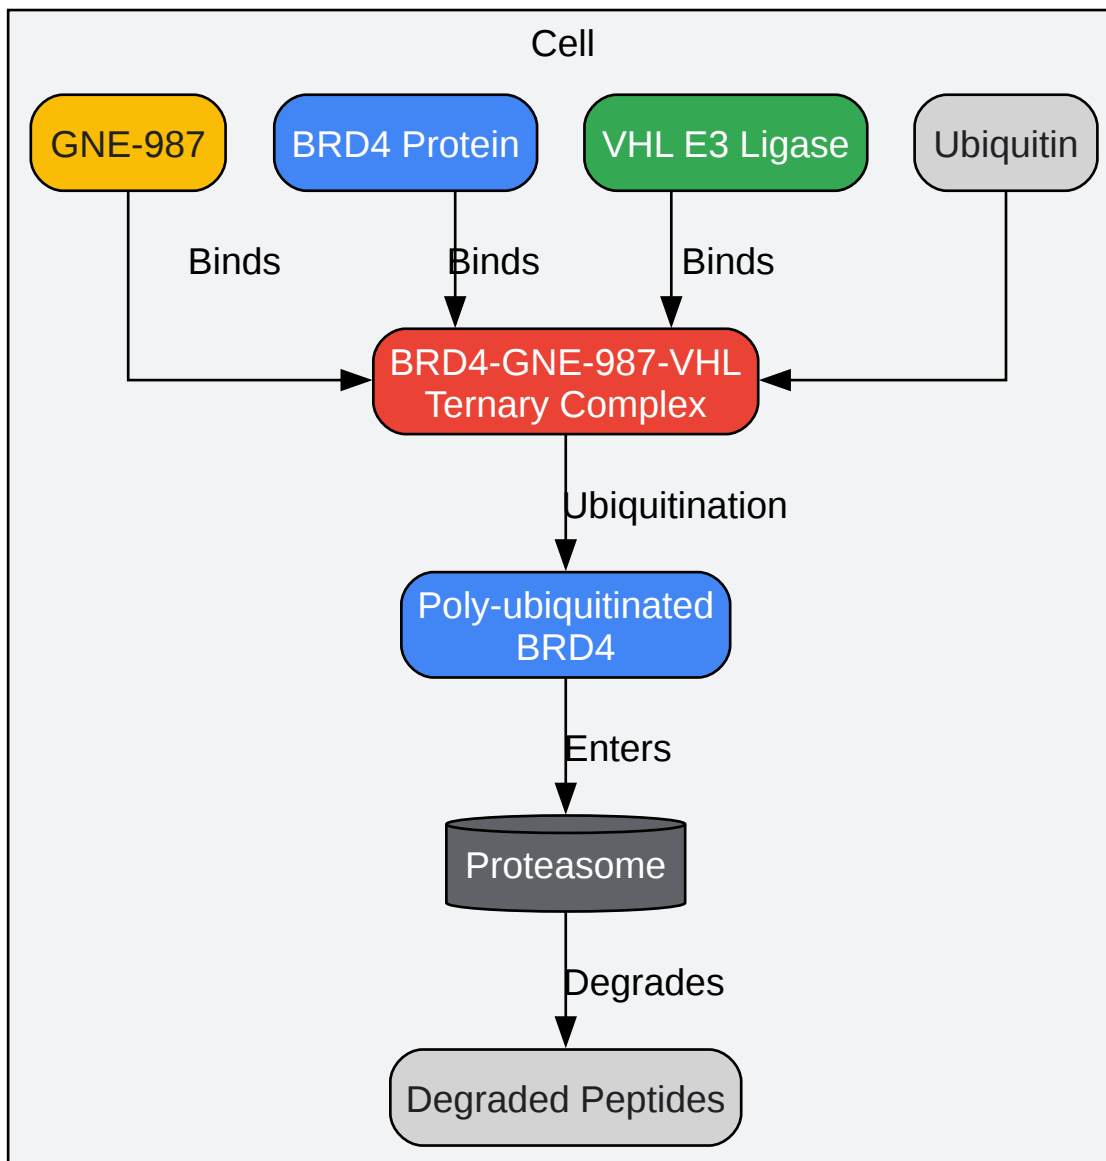 Cell
GNE-987
BRD4 Protein
VHL E3 Ligase
Ubiquitin
Binds
Binds
Binds
BRD4-GNE-987-VHL
Ternary Complex
Ubiquitination
Poly-ubiquitinated
BRD4
Enters
Proteasome
Degrades
Degraded Peptides